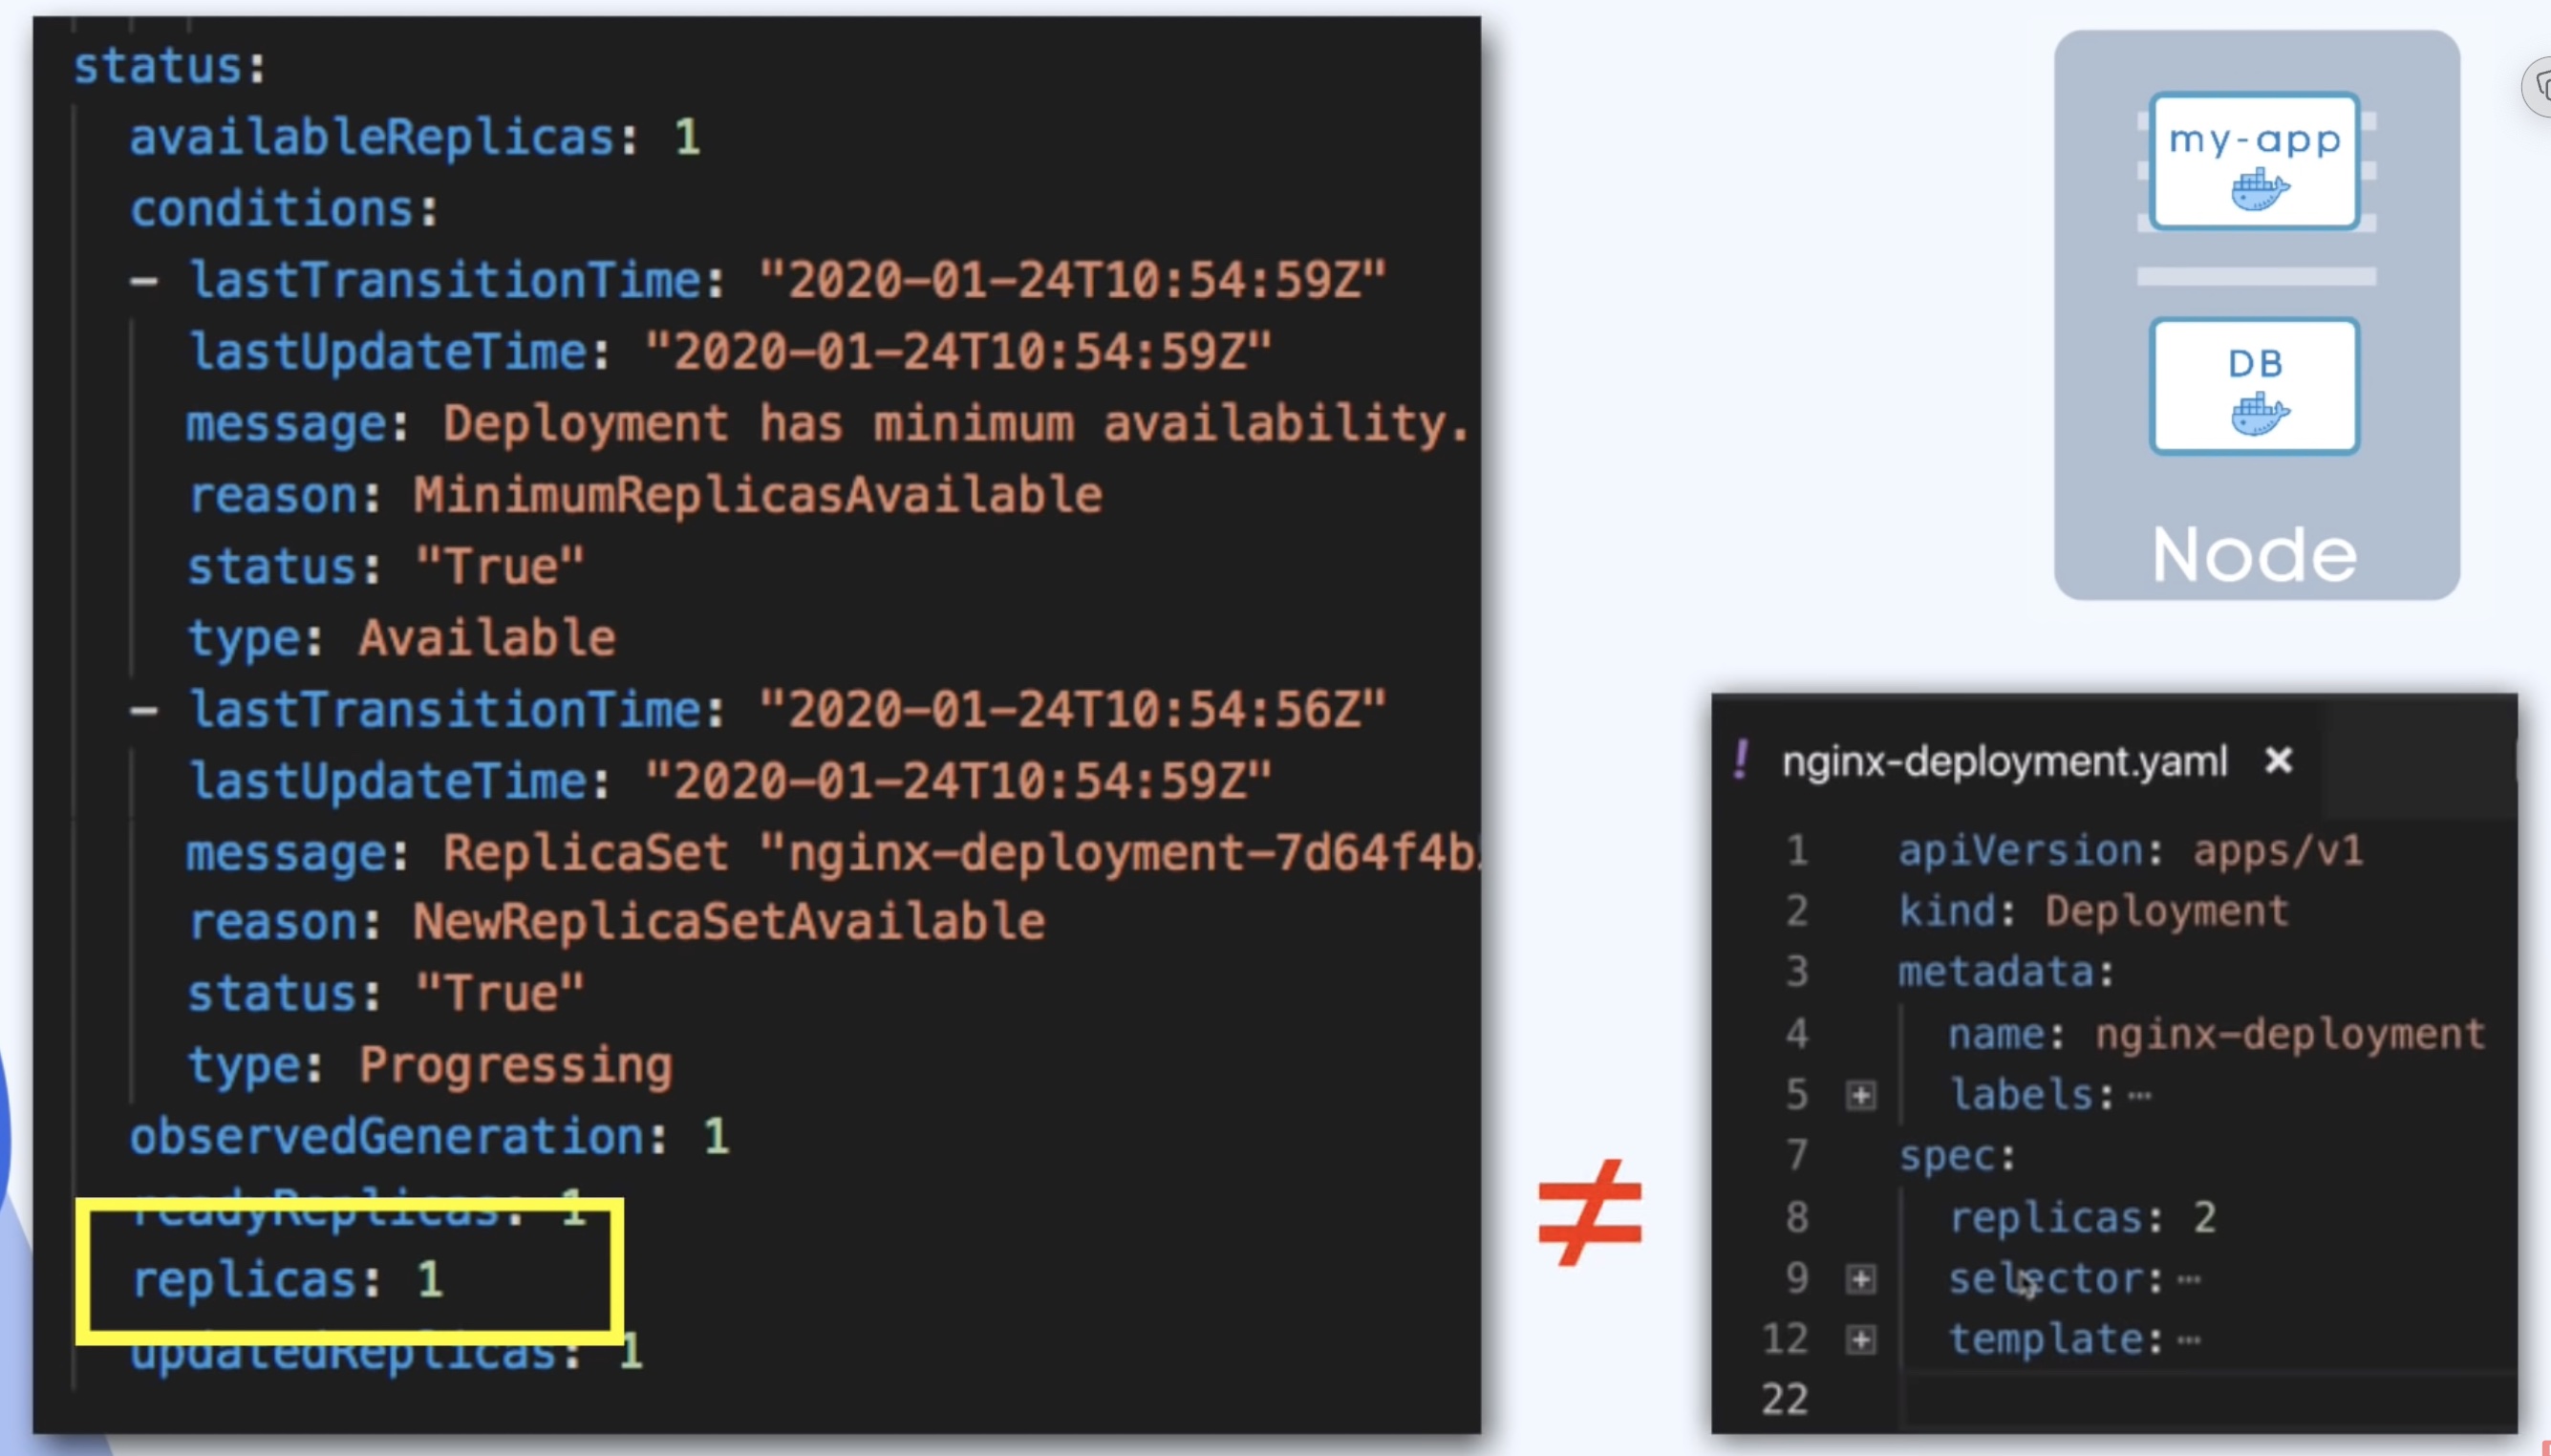 status:
availableReplicas: 1
conditions:
- lastTransitionTime: "2020-01-24T10:54:59Z"
lastUpdateTime: "2020-01-24T10:54:59Z"
message: Deployment has minimum availability.
reason: MinimumReplicasAvailable
status: "True"
type: Available
- lastTransitionTime: "2020-01-24T10:54:56Z"
lastUpdateTime: "2020-01-24T10:54:59Z"
message: ReplicaSet "nginx-deployment-7d64f4b
reason: NewReplicaSetAvailable
status: "True"
type: Progressing
observedGeneration: 1
readyReplicas: 1
replicas: 1
updatedReplicas: 1
≠
my-app
DB
Node
! nginx-deployment.yaml ×
1 apiVersion: apps/v1
2 kind: Deployment
3 metadata:
4 name: nginx-deployment
5 labels:…
7 spec:
8 replicas: 2
9 selector:…
12 template:…
22